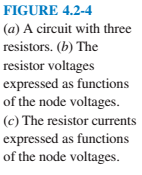 FIGURE 4.2-4
(a) A circuit with three
resistors. (b) The
resistor voltages
expressed as functions
of the node voltages.
(c) The resistor currents
expressed as functions
of the node voltages.